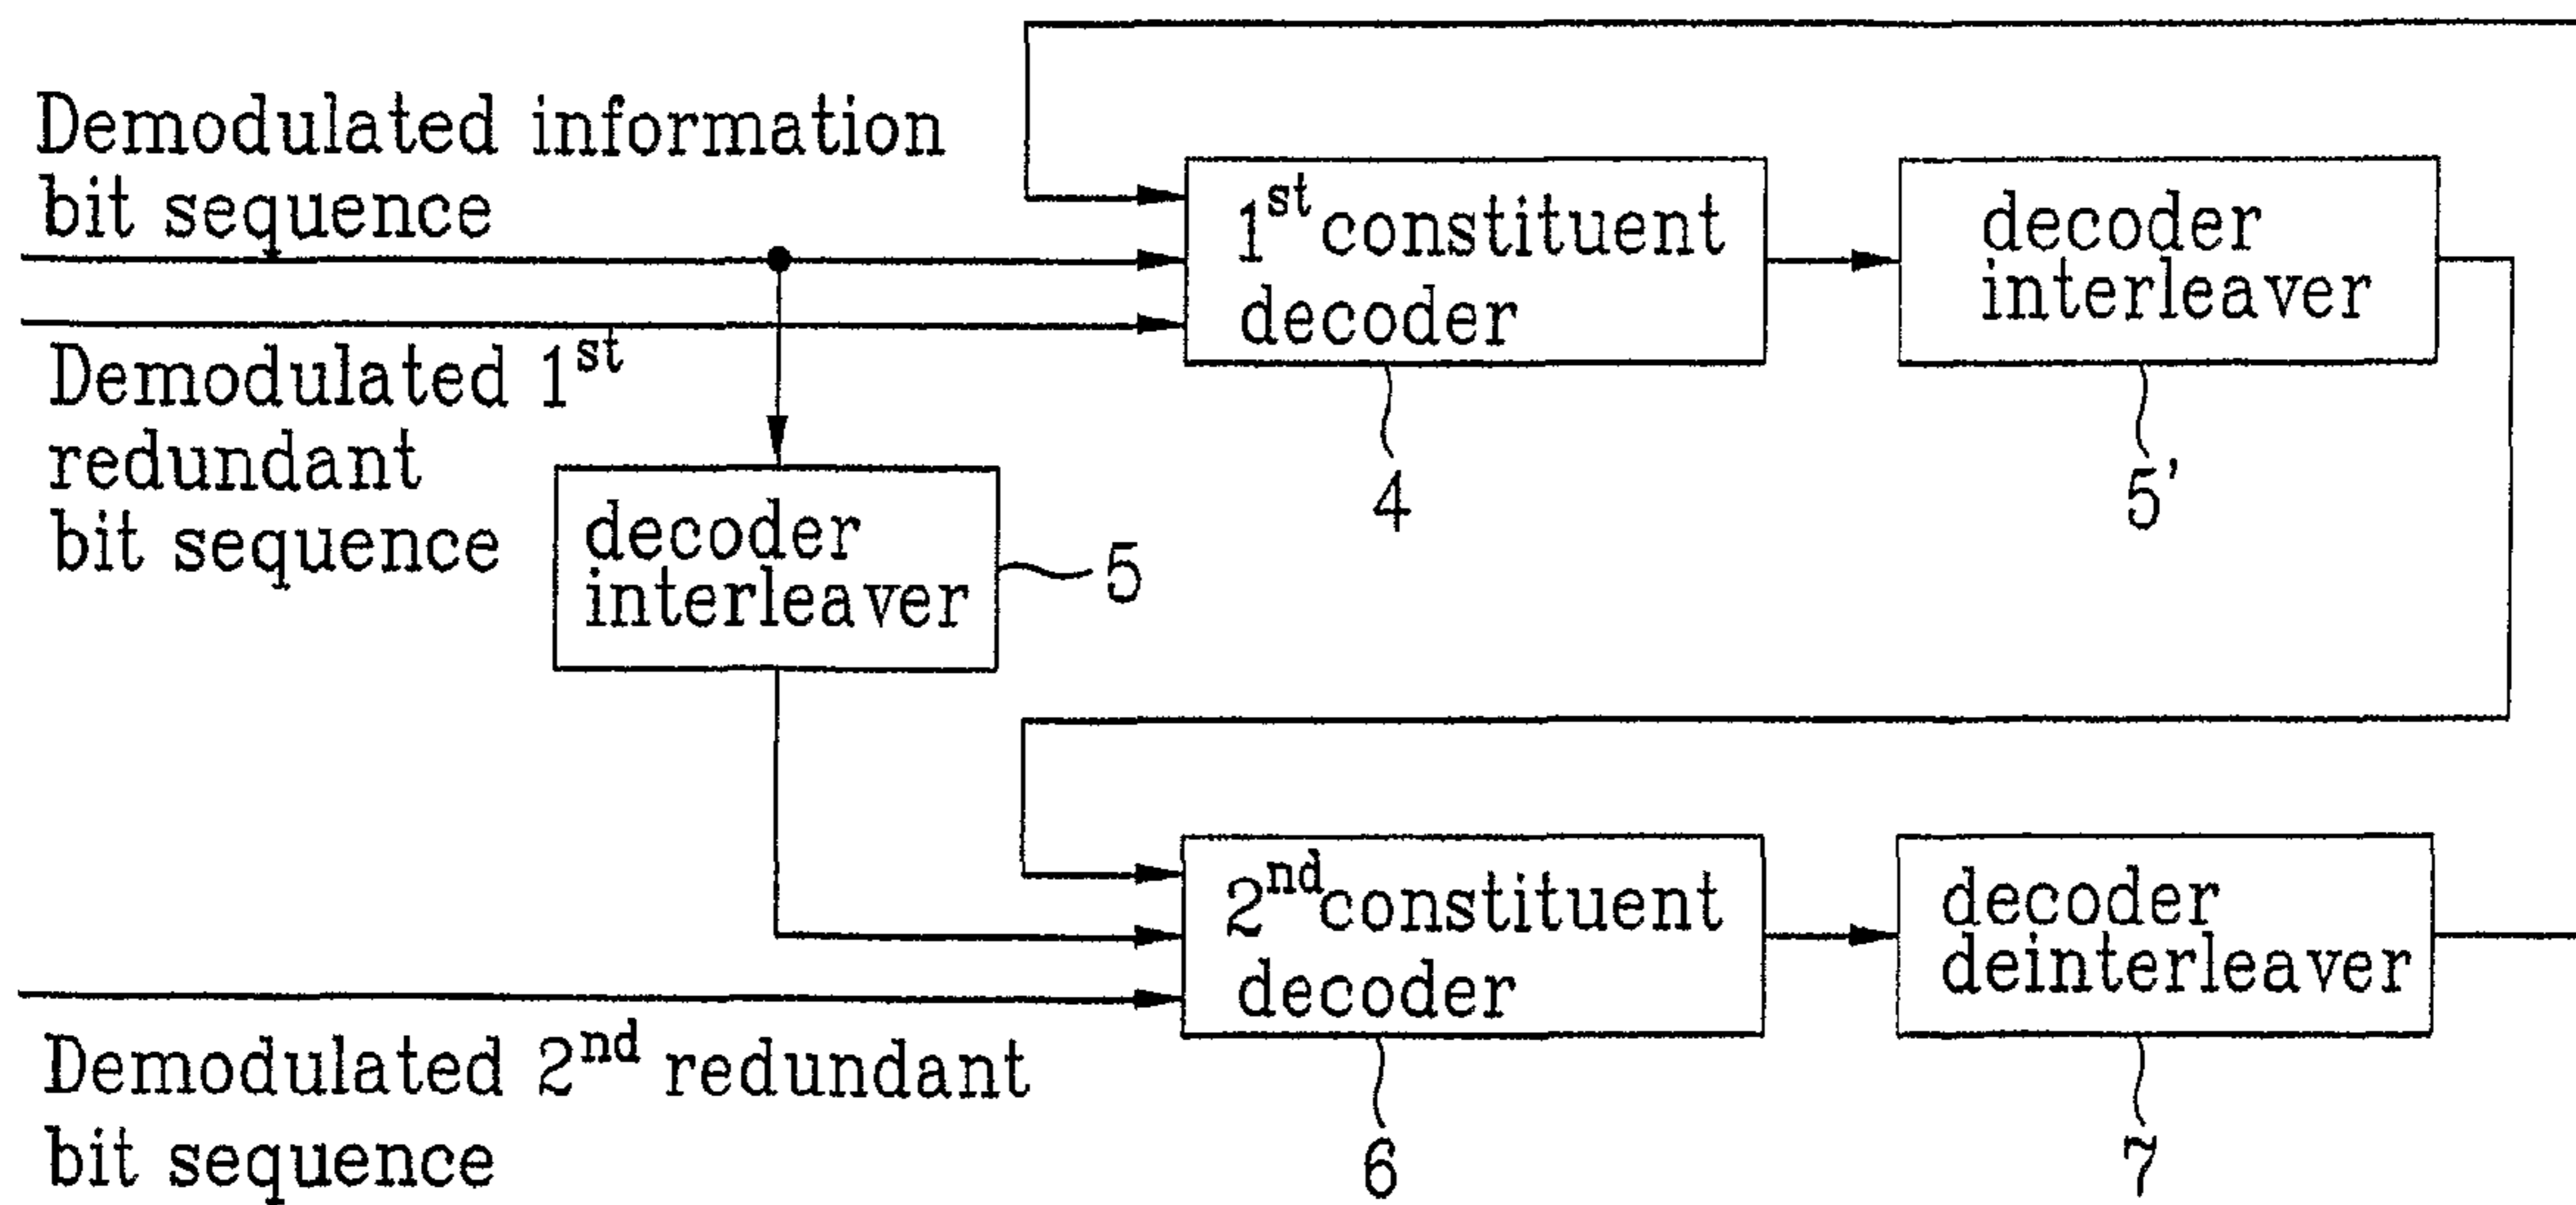 Demodulated information
bit sequence
1st constituent
decoder
decoder
interleaver
Demodulated 1st
redundant
bit sequence
4
5'
decoder
interleaver
5
2nd constituent
decoder
decoder
deinterleaver
Demodulated 2nd redundant
bit sequence
6
7